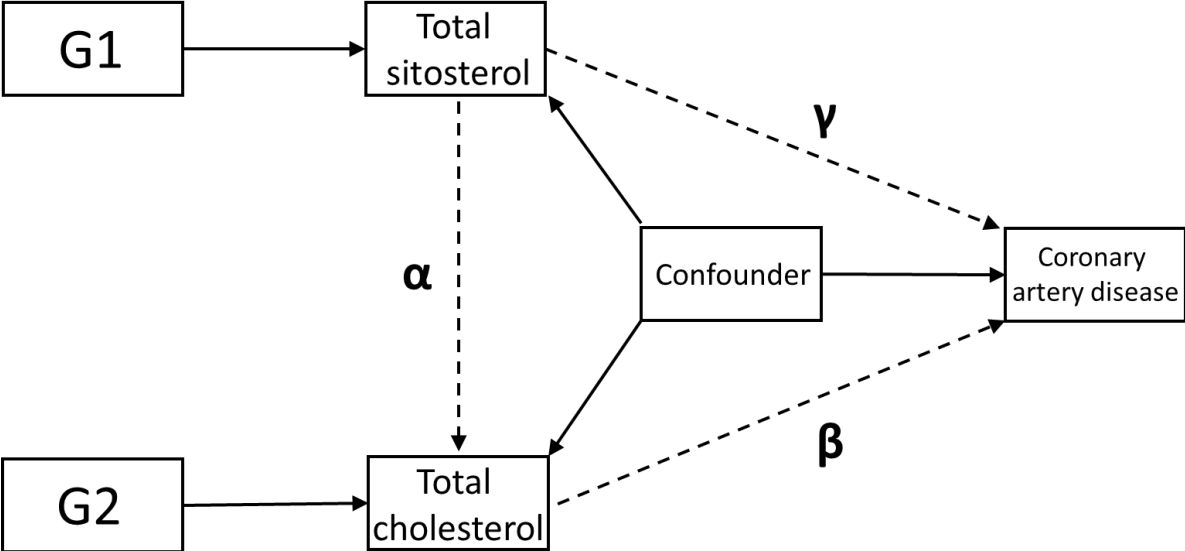 G1
Total
sitosterol
γ
α
Confounder
Coronary
artery disease
β
G2
Total
cholesterol